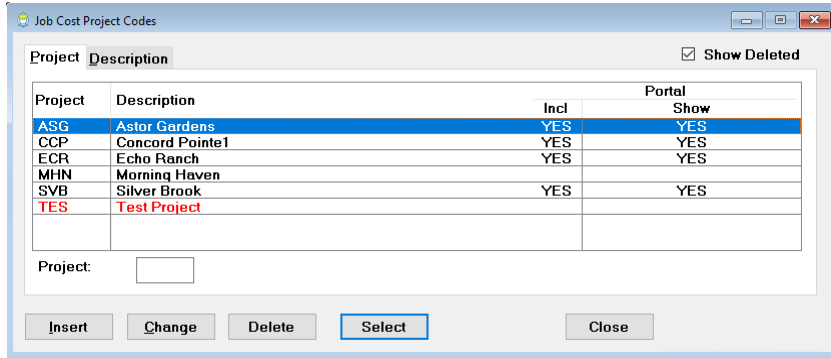 Job Cost Project Codes
Project Description Show Deleted
Project Description Portal
Incl Show
ASG Astor Gardens YES YES
CCP Concord Pointe1 YES YES
ECR Echo Ranch YES YES
MHN Morning Haven
SVB Silver Brook YES YES
TES Test Project
Project:
Insert Change Delete Select Close